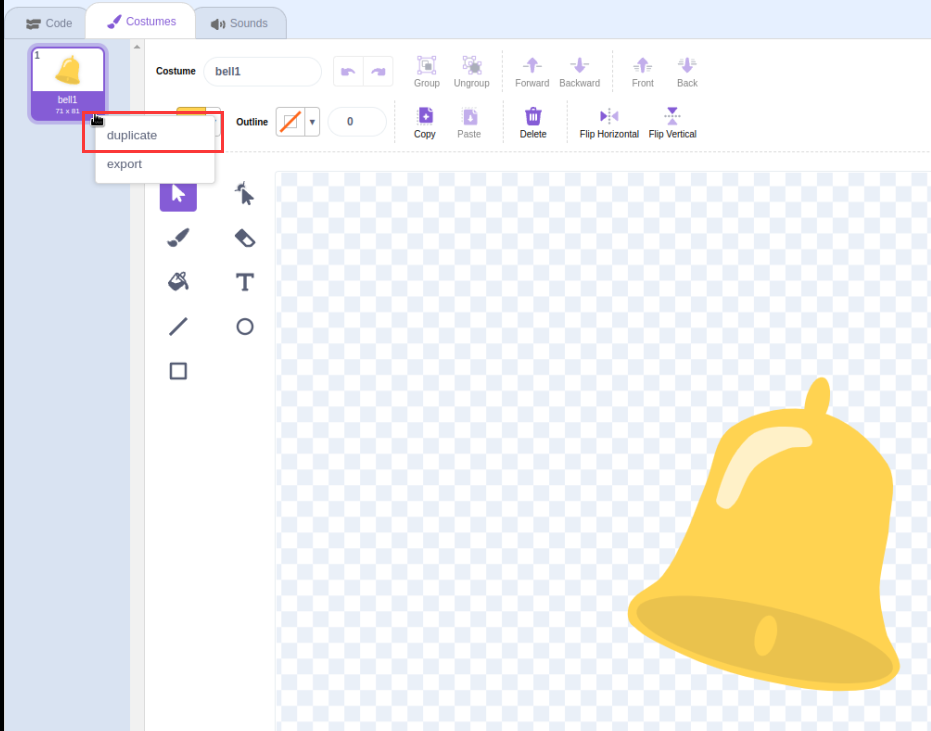 Code
Costumes
Sounds
1
bell1
71 x 81
Costume
bell1
Group
Ungroup
Forward
Backward
Front
Back
Outline
0
Copy
Paste
Delete
Flip Horizontal
Flip Vertical
duplicate
export
T